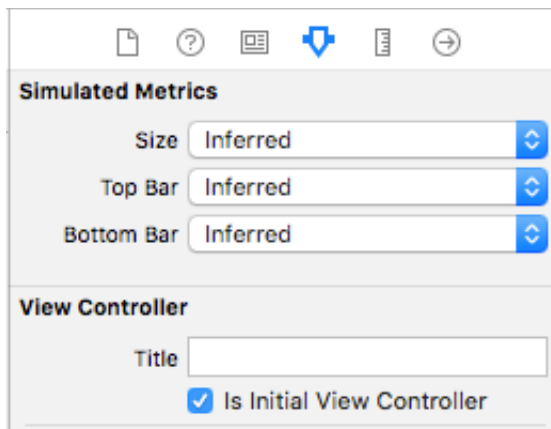 Simulated Metrics
Size Inferred
Top Bar Inferred
Bottom Bar Inferred
View Controller
Title
Is Initial View Controller